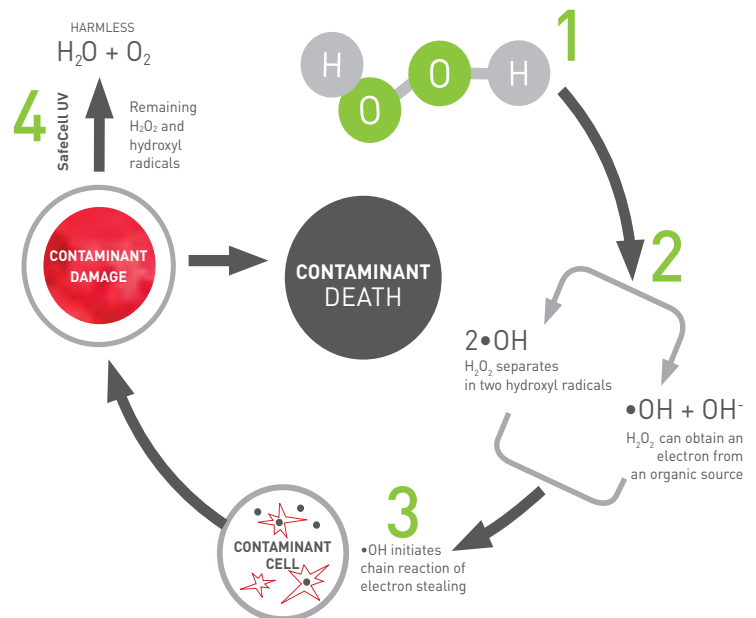 1
H
O
O
H
2
2•OH
H₂O₂ separates
in two hydroxyl radicals
•OH + OH⁻
H₂O₂ can obtain an
electron from
an organic source
3
•OH initiates
chain reaction of
electron stealing
CONTAMINANT
CELL
CONTAMINANT
DAMAGE
CONTAMINANT
DEATH
4
SafeCell UV
Remaining
H₂O₂ and
hydroxyl
radicals
HARMLESS
H₂O + O₂